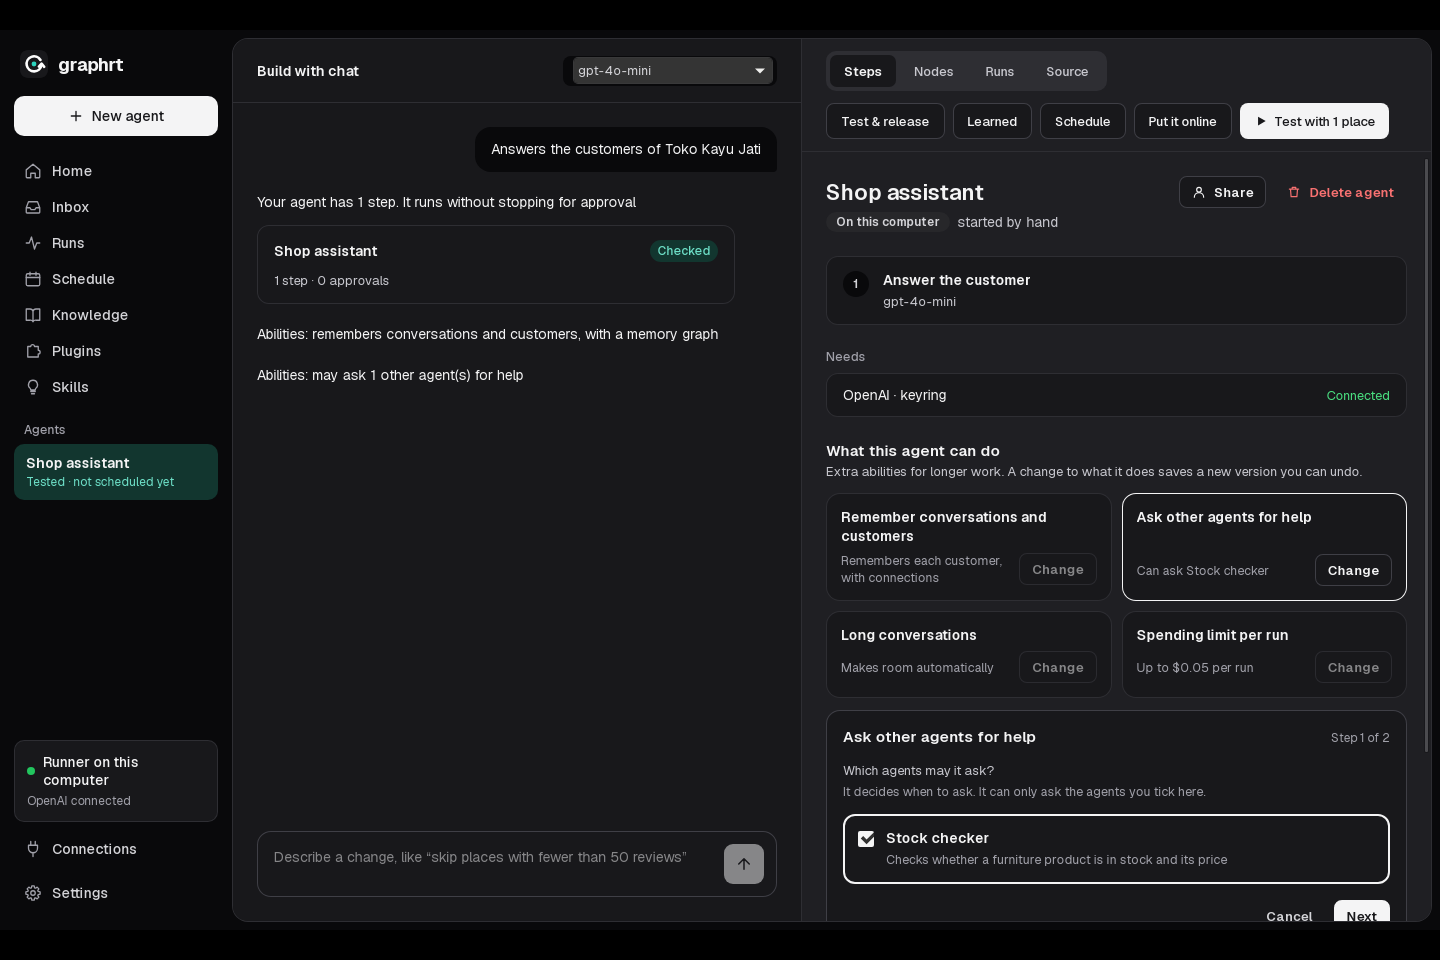 graphrt
New agent
Home
Inbox
Runs
Schedule
Knowledge
Plugins
Skills
Agents
Shop assistant
Tested · not scheduled yet
Runner on this
computer
OpenAI connected
Connections
Settings
Build with chat
gpt-4o-mini
Answers the customers of Toko Kayu Jati
Your agent has 1 step. It runs without stopping for approval
Shop assistant
Checked
1 step · 0 approvals
Abilities: remembers conversations and customers, with a memory graph
Abilities: may ask 1 other agent(s) for help
Describe a change, like “skip places with fewer than 50 reviews”
Steps Nodes Runs Source
Test & release Learned Schedule Put it online Test with 1 place
Shop assistant
Share Delete agent
On this computer started by hand
1 Answer the customer
gpt-4o-mini
Needs
OpenAI · keyring Connected
What this agent can do
Extra abilities for longer work. A change to what it does saves a new version you can undo.
Remember conversations and
customers
Remembers each customer,
with connections
Change
Ask other agents for help
Can ask Stock checker
Change
Long conversations
Makes room automatically
Change
Spending limit per run
Up to $0.05 per run
Change
Ask other agents for help Step 1 of 2
Which agents may it ask?
It decides when to ask. It can only ask the agents you tick here.
Stock checker
Checks whether a furniture product is in stock and its price
Cancel Next